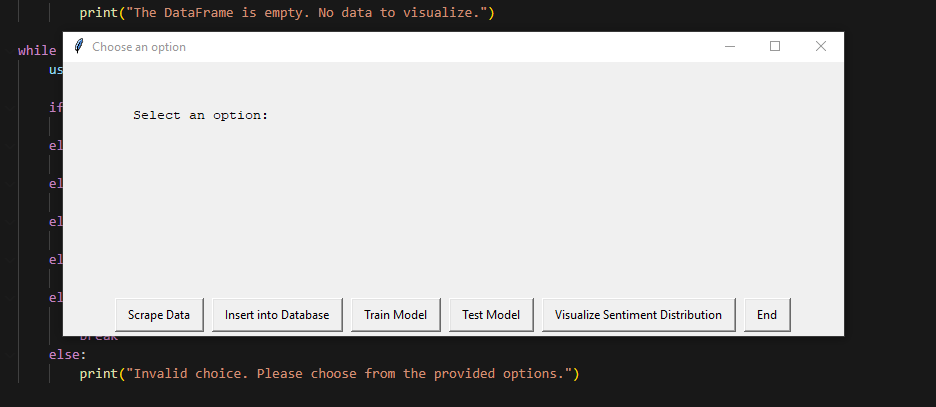 print("The DataFrame is empty. No data to visualize.")
while
Choose an option
us
if
Select an option:
el
el
el
el
el
Scrape Data Insert into Database Train Model Test Model Visualize Sentiment Distribution End
break
else:
print("Invalid choice. Please choose from the provided options.")